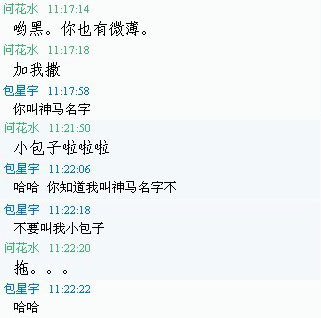 问花水 11:17:14
哟黑。你也有微薄。
问花水 11:17:18
加我撒
包星宇 11:17:58
你叫神马名字
问花水 11:21:50
小包子啦啦啦
包星宇 11:22:06
哈哈 你知道我叫神马名字不
包星宇 11:22:18
不要叫我小包子
问花水 11:22:20
拖。。。
包星宇 11:22:22
哈哈